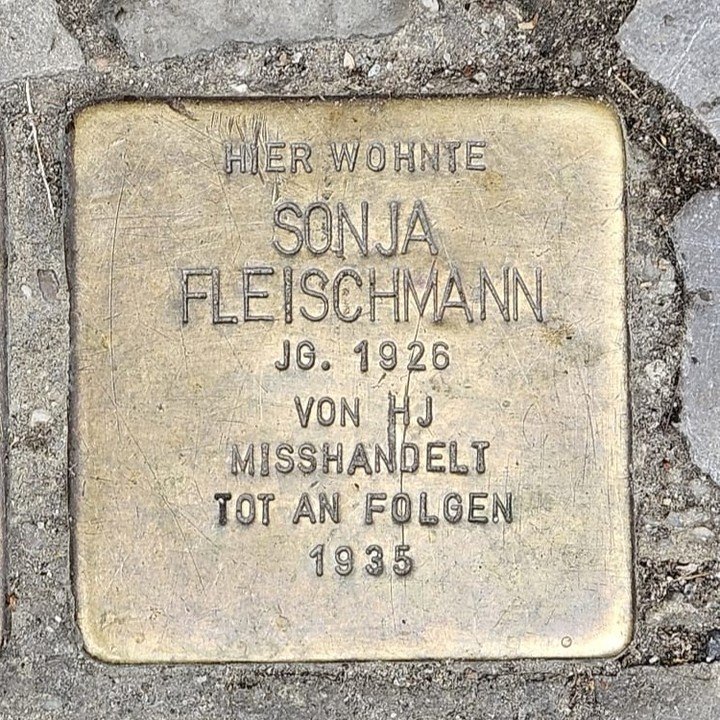 HIER WOHNTE
SONJA
FLEISCHMANN
JG. 1926
VON HJ
MISSHANDELT
TOT AN FOLGEN
1935